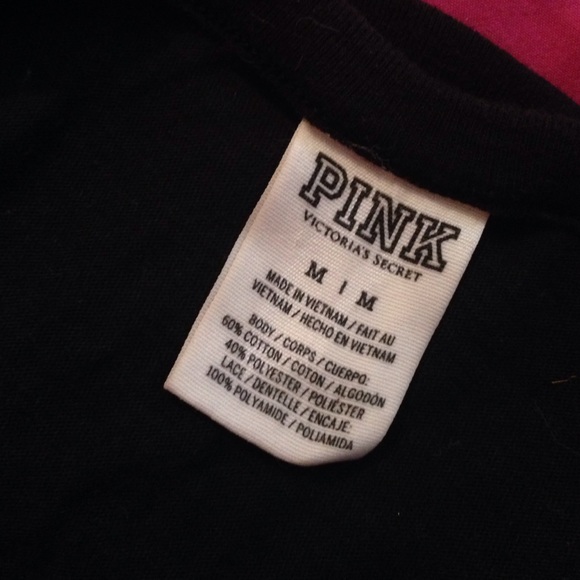 PINK
VICTORIA'S SECRET
M | M
MADE IN VIETNAM / FAIT AU
VIETNAM / HECHO EN VIETNAM
BODY / CORPS / CUERPO:
60% COTTON / COTON / ALGODÓN
40% POLYESTER / POLIÉSTER
LACE / DENTELLE / ENCAJE:
100% POLYAMIDE / POLIAMIDA